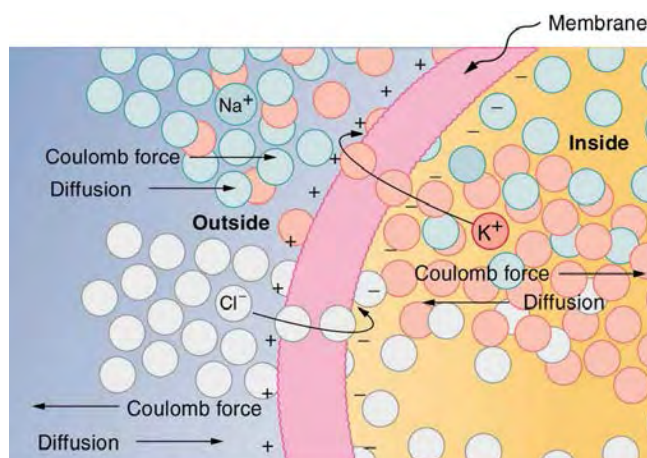 Membrane
Na+
Inside
Coulomb force
Diffusion
Outside
K+
Coulomb force
Cl−
Diffusion
Coulomb force
Diffusion